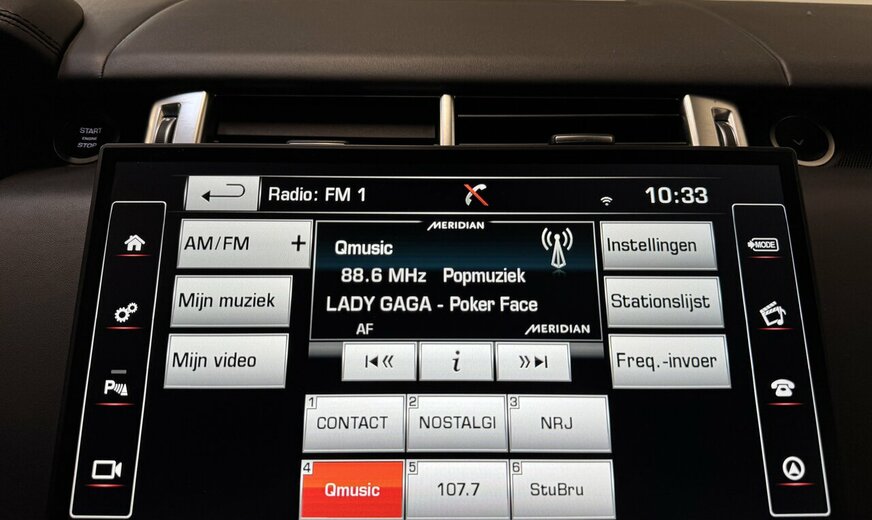 START
ENGINE
STOP
Radio: FM 1
10:33
AM/FM +
MERIDIAN
Qmusic
88.6 MHz Popmuziek
LADY GAGA - Poker Face
AF MERIDIAN
Instellingen
MODE
Mijn muziek
Stationslijst
Mijn video
i
Freq.-invoer
P
1 CONTACT
2 NOSTALGI
3 NRJ
4 Qmusic
5 107.7
6 StuBru